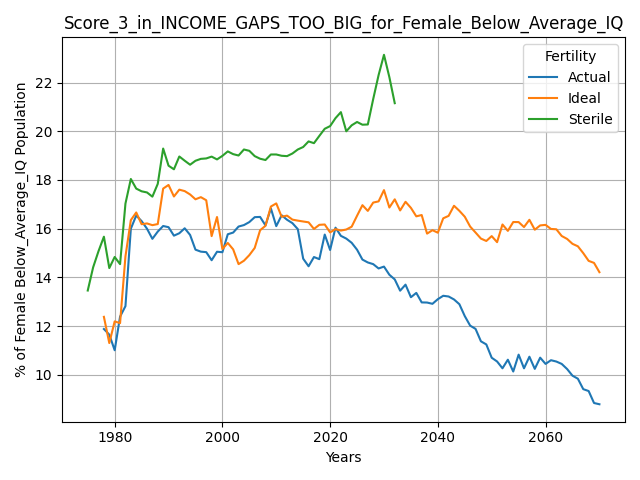 Score_3_in_INCOME_GAPS_TOO_BIG_for_Female_Below_Average_IQ
Fertility
Actual
Ideal
Sterile
% of Female Below_Average_IQ Population
22
20
18
16
14
12
10
1980
2000
2020
2040
2060
Years